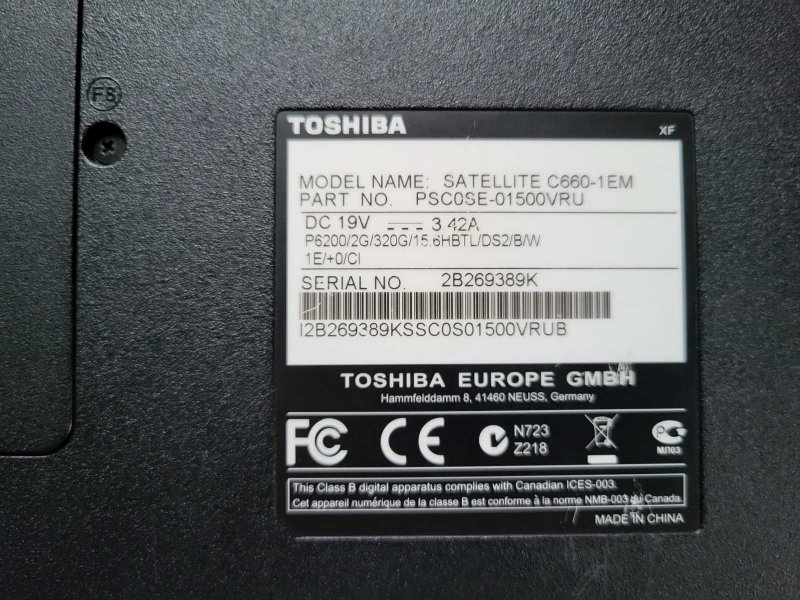 F8
TOSHIBA
XF
MODEL NAME: SATELLITE C660-1EM
PART NO. PSC0SE-01500VRU
DC 19V 3.42A
P6200/2G/320G/15.6HBTL/DS2/B/W
1E/+0/CI
SERIAL NO. 2B269389K
I2B269389KSSC0S01500VRUB
TOSHIBA EUROPE GMBH
Hammfelddamm 8, 41460 NEUSS, Germany
FC CE N723
Z218
МЛ03
This Class B digital apparatus complies with Canadian ICES-003.
Cet appareil numérique de la classe B est conforme à la norme NMB-003 du Canada.
MADE IN CHINA